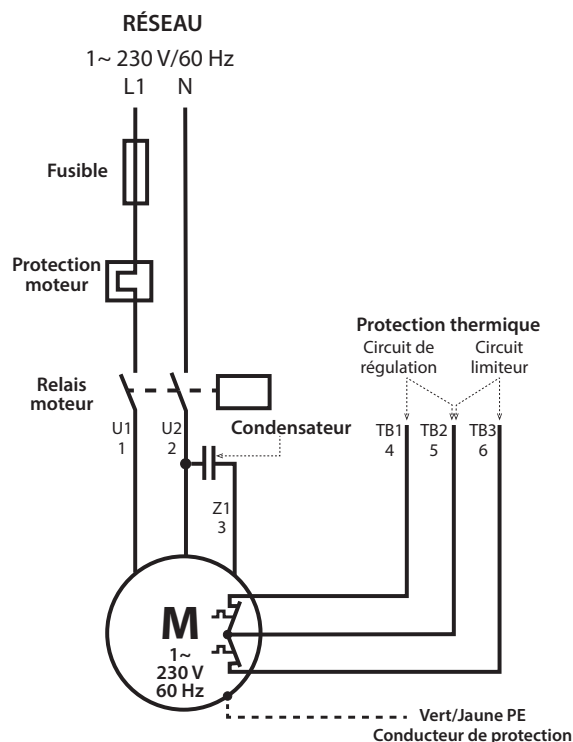 RÉSEAU
1~ 230 V/60 Hz
L1 N
Fusible
Protection
moteur
Protection thermique
Circuit de
régulation
Circuit
limiteur
Relais
moteur
U1
1
U2
2
Condensateur
TB1
4
TB2
5
TB3
6
Z1
3
M
1~
230 V
60 Hz
Vert/Jaune PE
Conducteur de protection